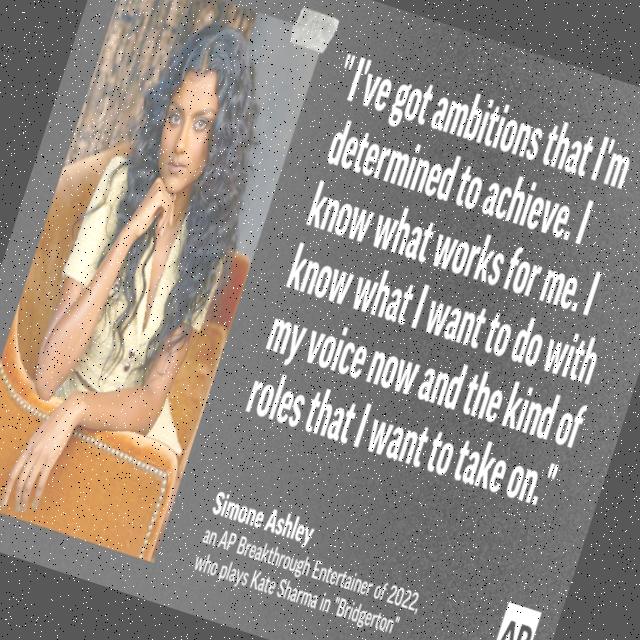 "I've got ambitions that I'm
determined to achieve. I
know what works for me. I
know what I want to do with
my voice now and the kind of
roles that I want to take on."
Simone Ashley
an AP Breakthrough Entertainer of 2022,
who plays Kate Sharma in "Bridgerton"
AP